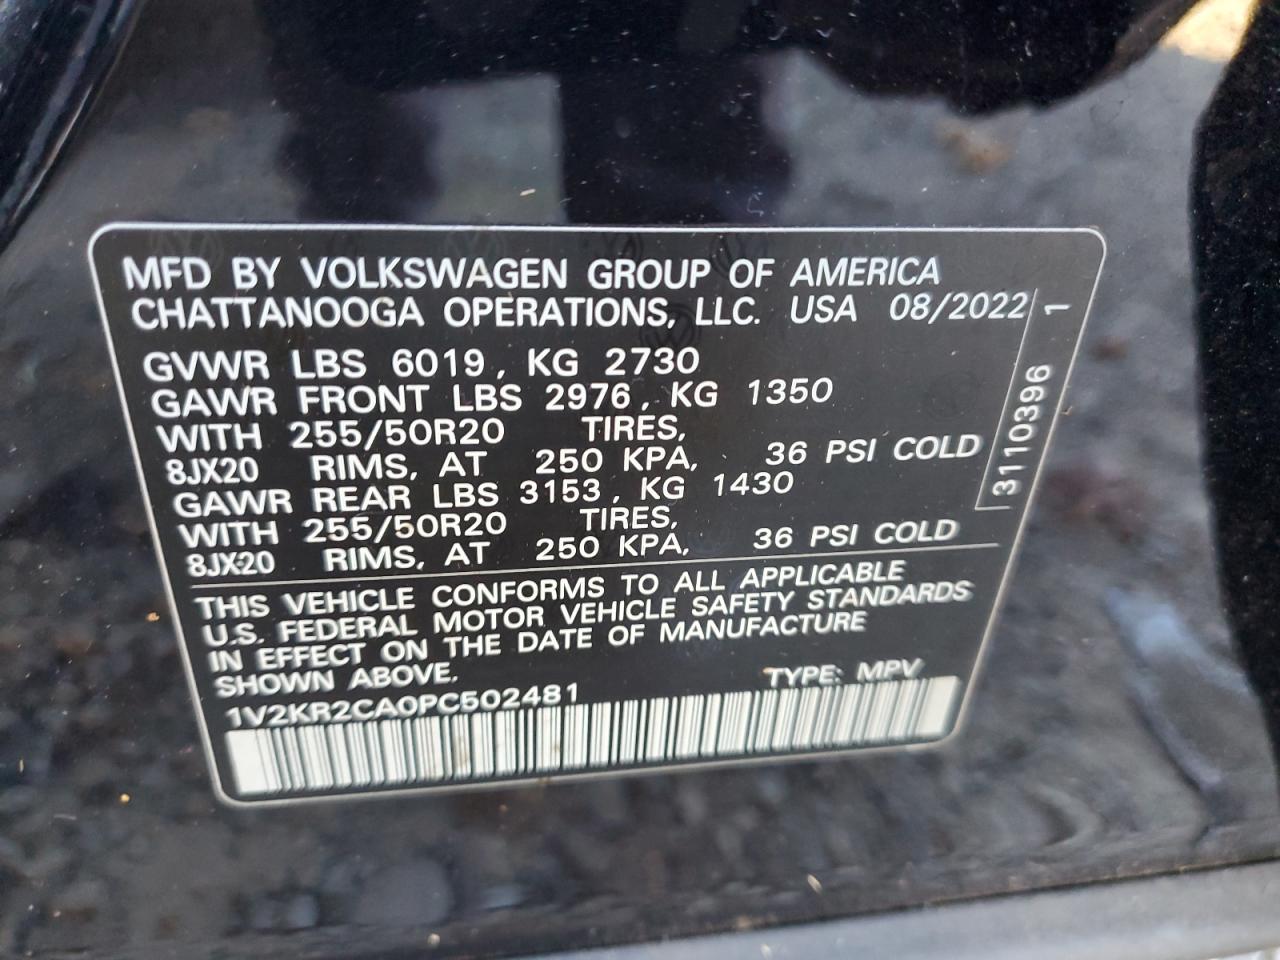 MFD BY VOLKSWAGEN GROUP OF AMERICA
CHATTANOOGA OPERATIONS, LLC. USA 08/2022
GVWR LBS 6019, KG 2730
GAWR FRONT LBS 2976, KG 1350
WITH 255/50R20 TIRES,
8JX20 RIMS, AT 250 KPA, 36 PSI COLD
GAWR REAR LBS 3153, KG 1430
WITH 255/50R20 TIRES,
8JX20 RIMS, AT 250 KPA, 36 PSI COLD
THIS VEHICLE CONFORMS TO ALL APPLICABLE
U.S. FEDERAL MOTOR VEHICLE SAFETY STANDARDS
IN EFFECT ON THE DATE OF MANUFACTURE
SHOWN ABOVE. TYPE: MPV
1V2KR2CA0PC502481
3110396 1